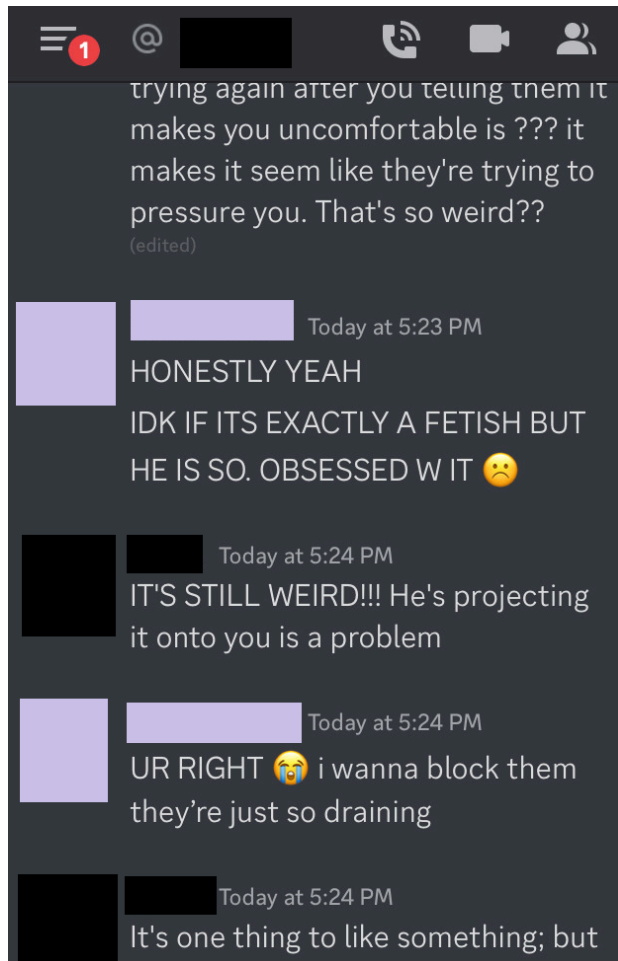 1
@
trying again after you telling them it
makes you uncomfortable is ??? it
makes it seem like they're trying to
pressure you. That's so weird??
(edited)
Today at 5:23 PM
HONESTLY YEAH
IDK IF ITS EXACTLY A FETISH BUT
HE IS SO. OBSESSED W IT ☹️
Today at 5:24 PM
IT'S STILL WEIRD!!! He's projecting
it onto you is a problem
Today at 5:24 PM
UR RIGHT 😭 i wanna block them
they’re just so draining
Today at 5:24 PM
It's one thing to like something; but